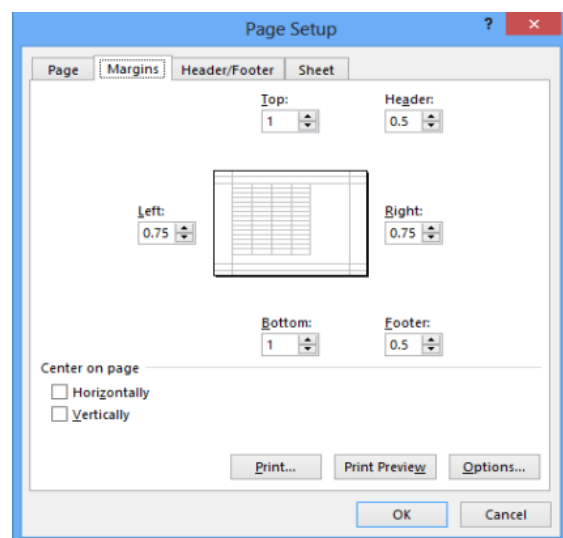 Page Setup ? ×
Page Margins Header/Footer Sheet
Top: Header:
1 0.5
Left: Right:
0.75 0.75
Bottom: Footer:
1 0.5
Center on page
Horizontally
Vertically
Print... Print Preview Options...
OK Cancel